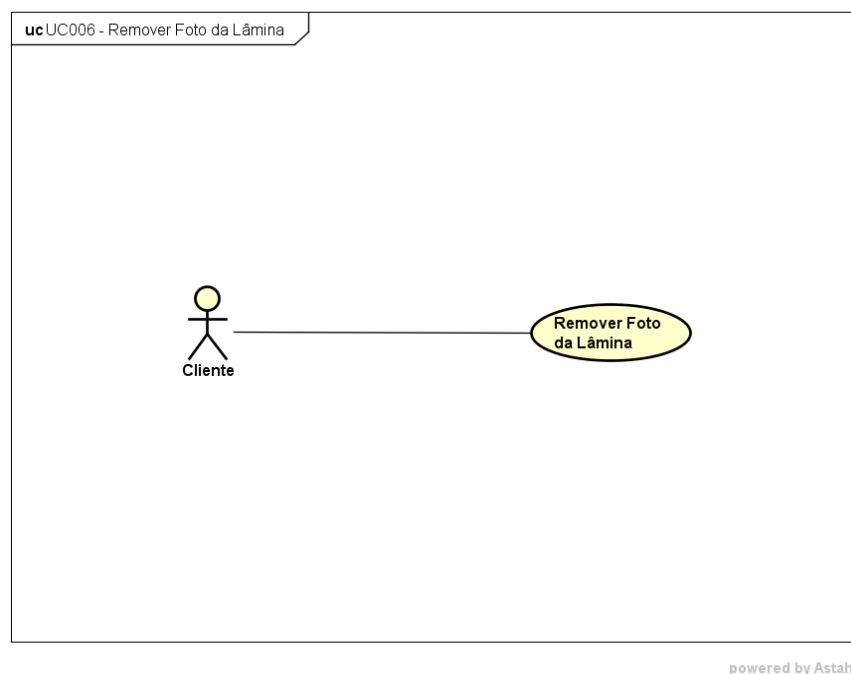 uc UC006 - Remover Foto da Lâmina
Remover Foto
da Lâmina
Cliente
powered by Astah